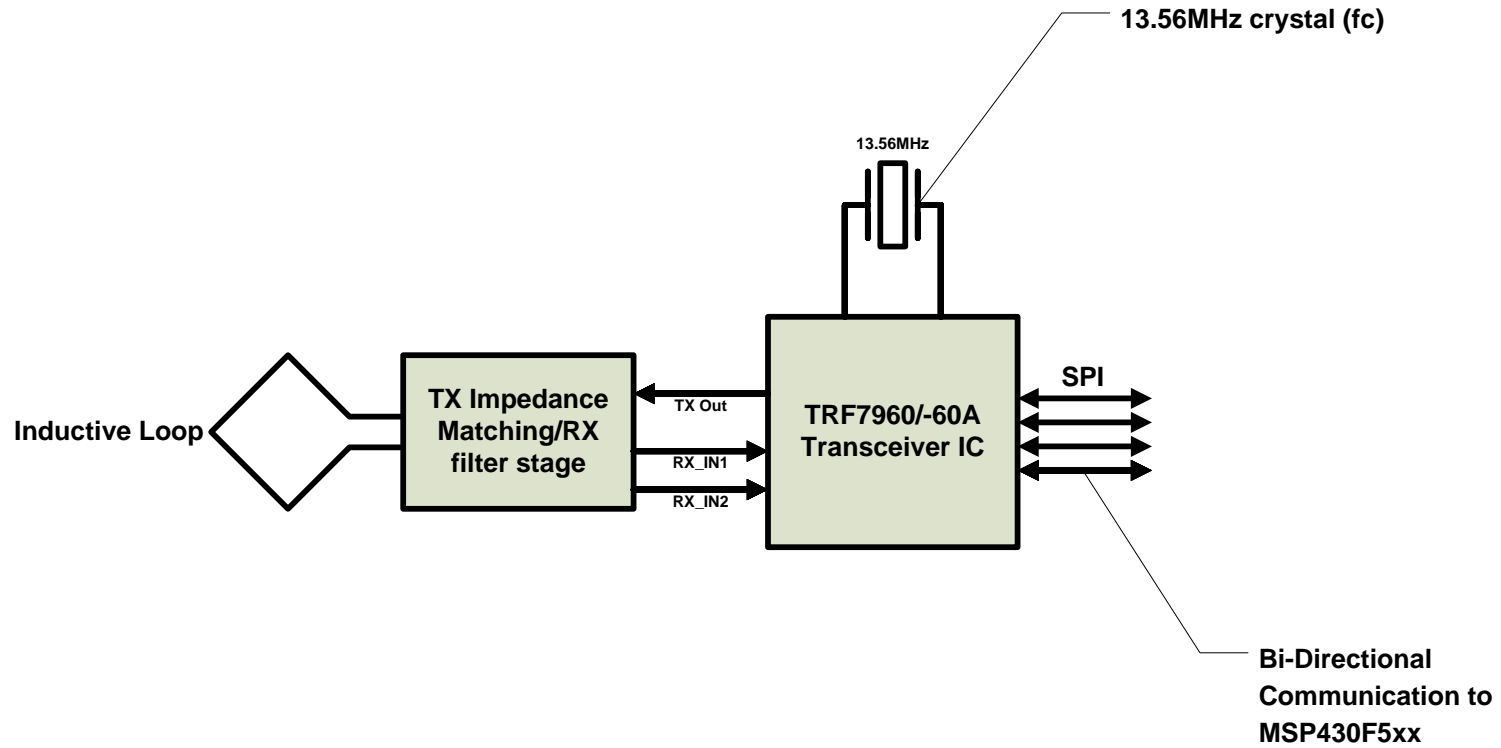 13.56MHz crystal (fc)
13.56MHz
SPI
Inductive Loop
TX Impedance
Matching/RX
filter stage
TX Out
RX_IN1
RX_IN2
TRF7960/-60A
Transceiver IC
Bi-Directional
Communication to
MSP430F5xx